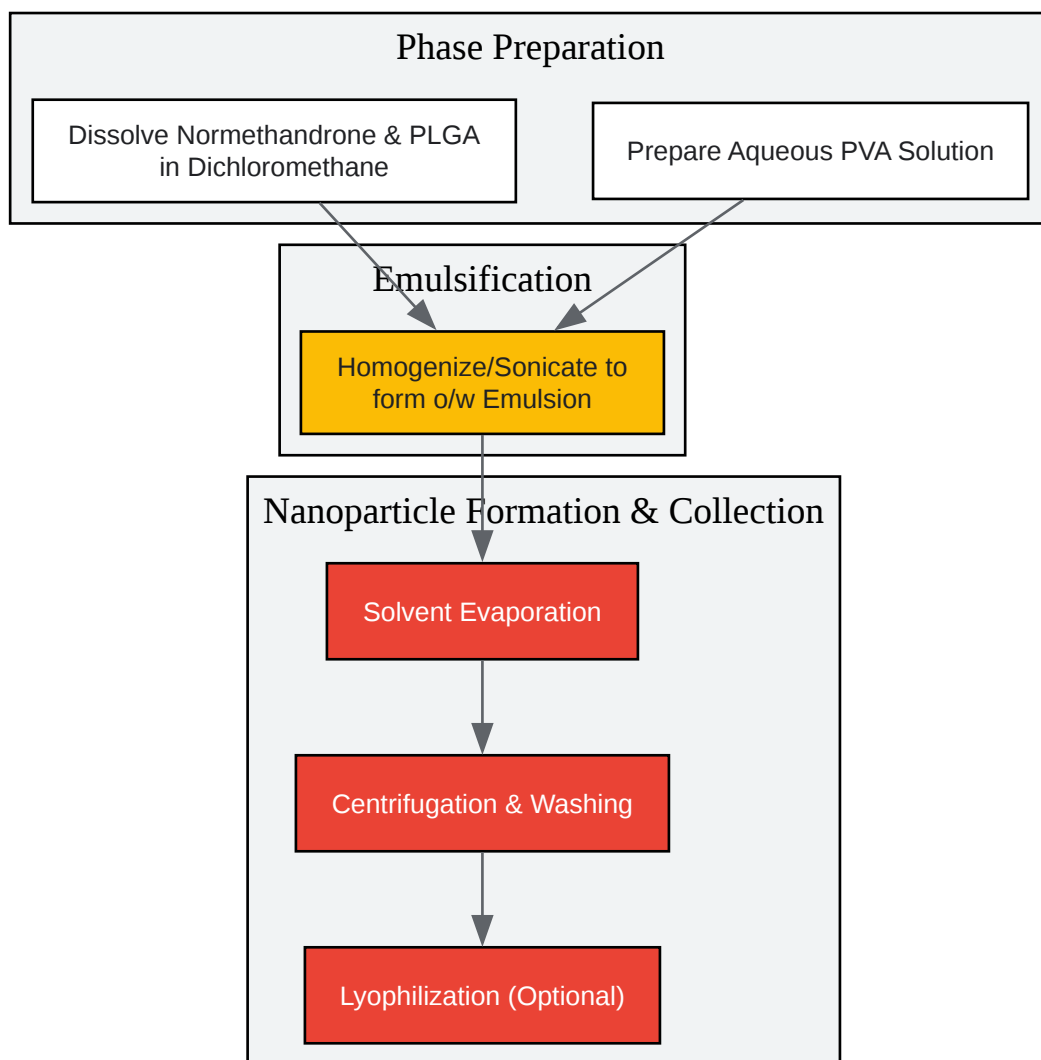 Phase Preparation
Dissolve Normethandrone & PLGA
in Dichloromethane
Prepare Aqueous PVA Solution
Emulsification
Homogenize/Sonicate to
form o/w Emulsion
Nanoparticle Formation & Collection
Solvent Evaporation
Centrifugation & Washing
Lyophilization (Optional)